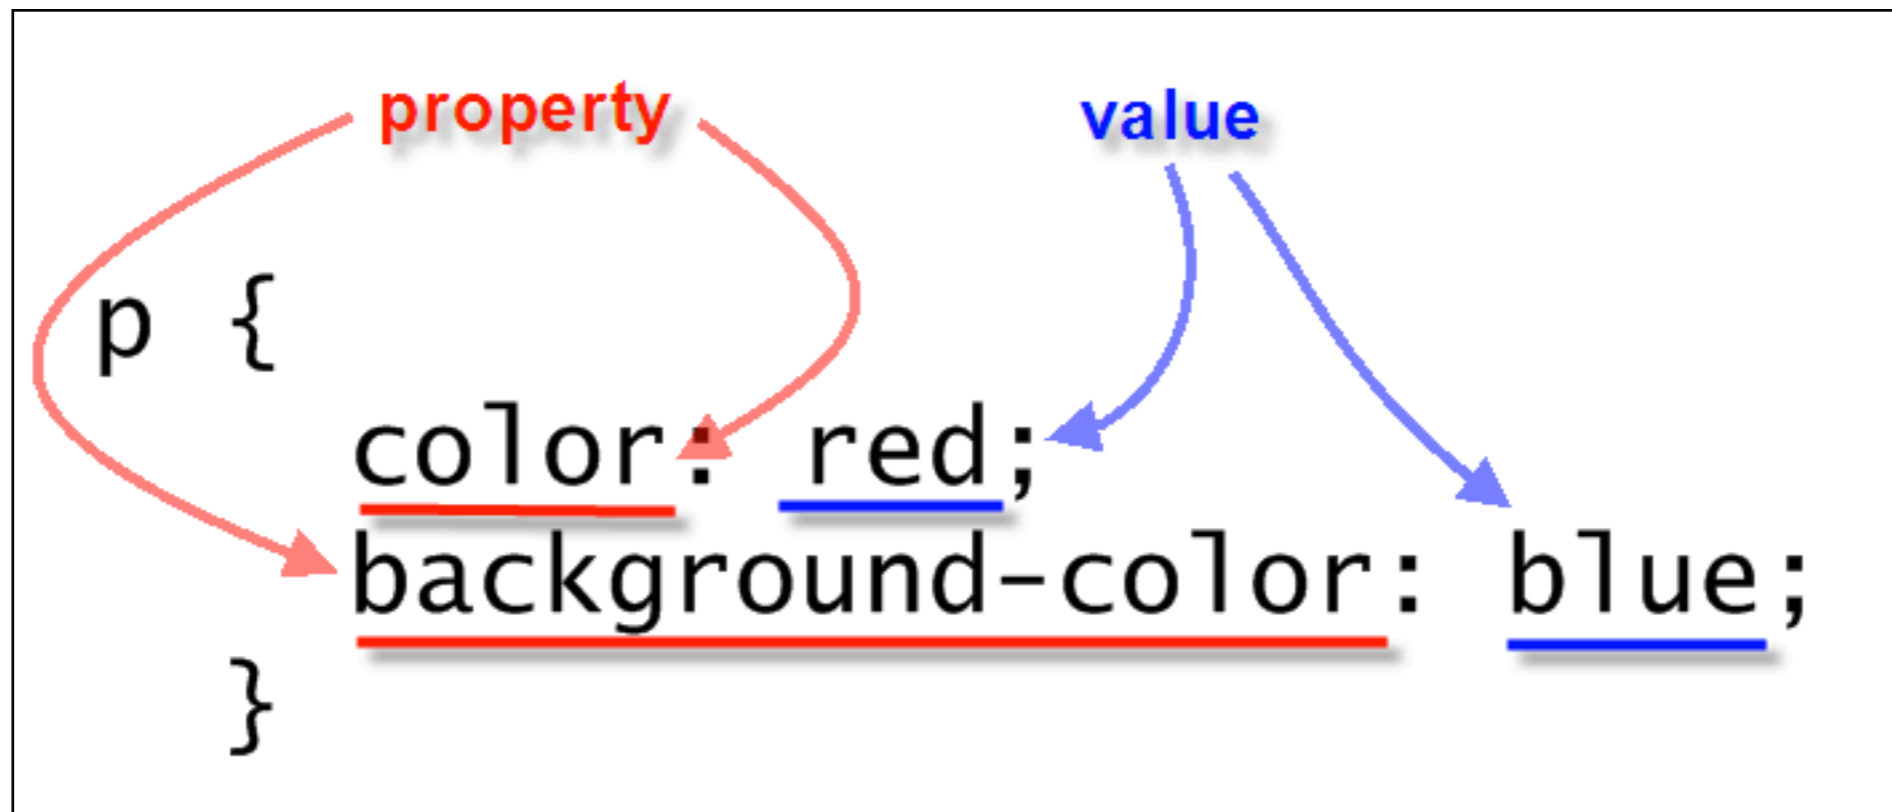 property value
p {
color: red;
background-color: blue;
}